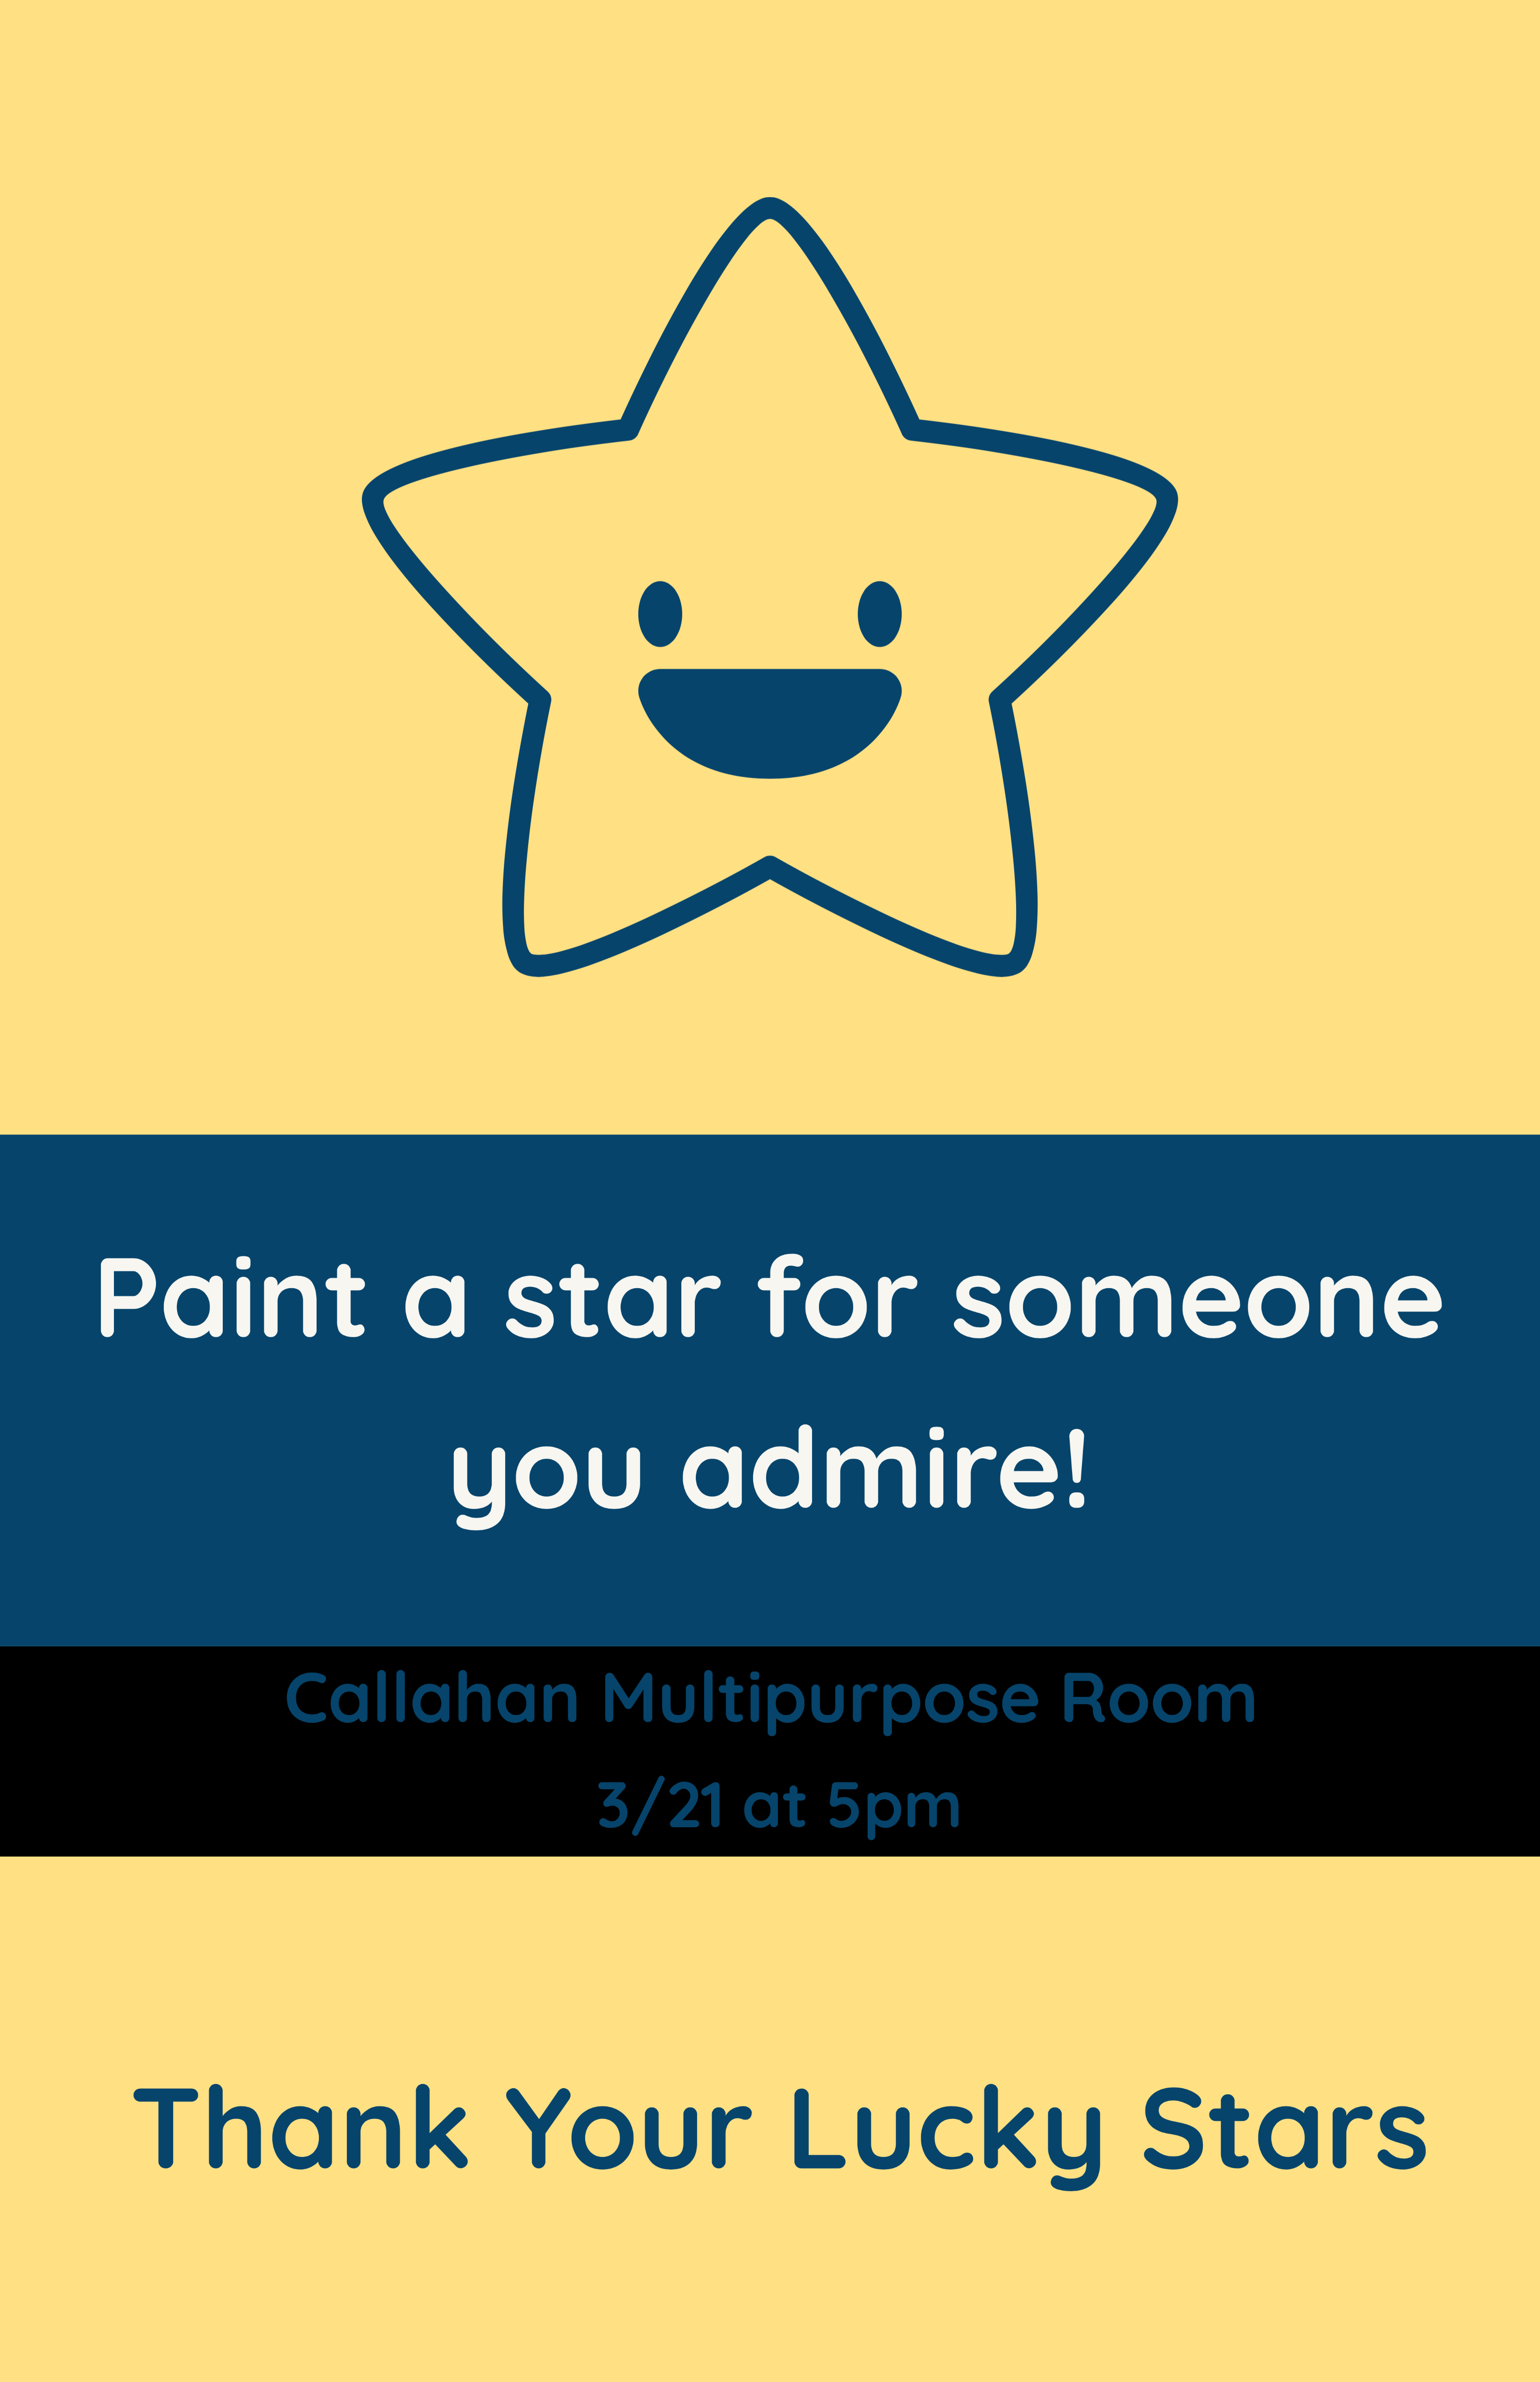 Paint a star for someone
you admire!
Callahan Multipurpose Room
3/21 at 5pm
Thank Your Lucky Stars